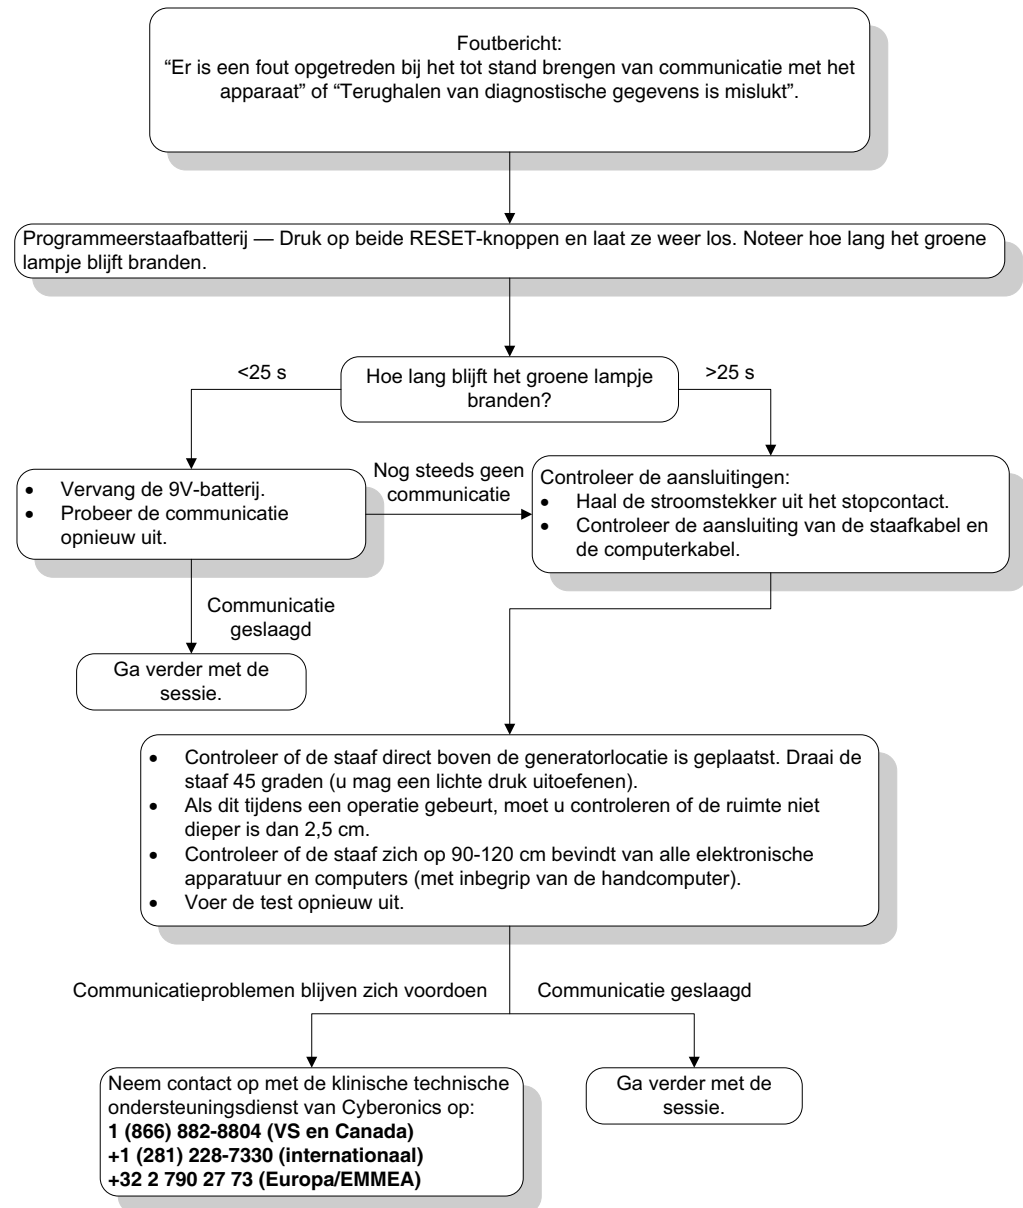 Foutbericht:
“Er is een fout opgetreden bij het tot stand brengen van communicatie met het
apparaat” of “Terughalen van diagnostische gegevens is mislukt”.
Programmeerstaafbatterij — Druk op beide RESET-knoppen en laat ze weer los. Noteer hoe lang het groene
lampje blijft branden.
<25 s
Hoe lang blijft het groene lampje
branden?
>25 s
• Vervang de 9V-batterij.
• Probeer de communicatie
opnieuw uit.
Nog steeds geen
communicatie
Controleer de aansluitingen:
• Haal de stroomstekker uit het stopcontact.
• Controleer de aansluiting van de staafkabel en
de computerkabel.
Communicatie
geslaagd
Ga verder met de
sessie.
• Controleer of de staaf direct boven de generatorlocatie is geplaatst. Draai de
staaf 45 graden (u mag een lichte druk uitoefenen).
• Als dit tijdens een operatie gebeurt, moet u controleren of de ruimte niet
dieper is dan 2,5 cm.
• Controleer of de staaf zich op 90-120 cm bevindt van alle elektronische
apparatuur en computers (met inbegrip van de handcomputer).
• Voer de test opnieuw uit.
Communicatieproblemen blijven zich voordoen
Communicatie geslaagd
Neem contact op met de klinische technische
ondersteuningsdienst van Cyberonics op:
1 (866) 882-8804 (VS en Canada)
+1 (281) 228-7330 (internationaal)
+32 2 790 27 73 (Europa/EMMEA)
Ga verder met de
sessie.